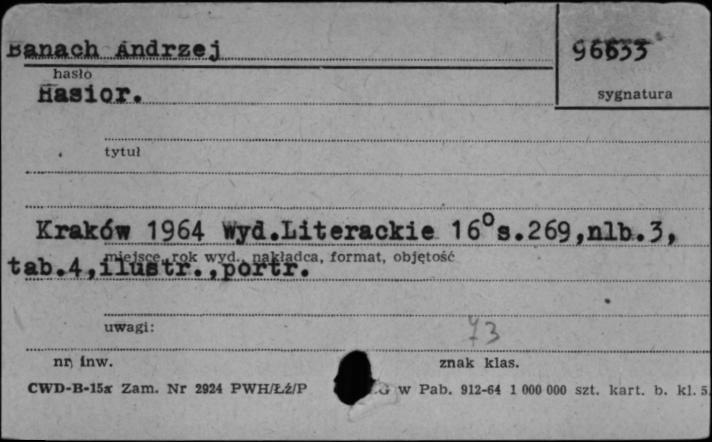 Banach Andrzej
96633
hasło
Hasior.
sygnatura
tytuł
Kraków 1964 Wyd.Literackie 16⁰s.269,nlb.3,
miejsce, rok wyd., nakładca, format, objętość
tab.4,ilustr.,portr.
uwagi:
73
nr inw.
znak klas.
CWD-B-15x Zam. Nr 2924 PWH/Łź/P w Pab. 912-64 1 000 000 szt. kart. b. kl. 5.